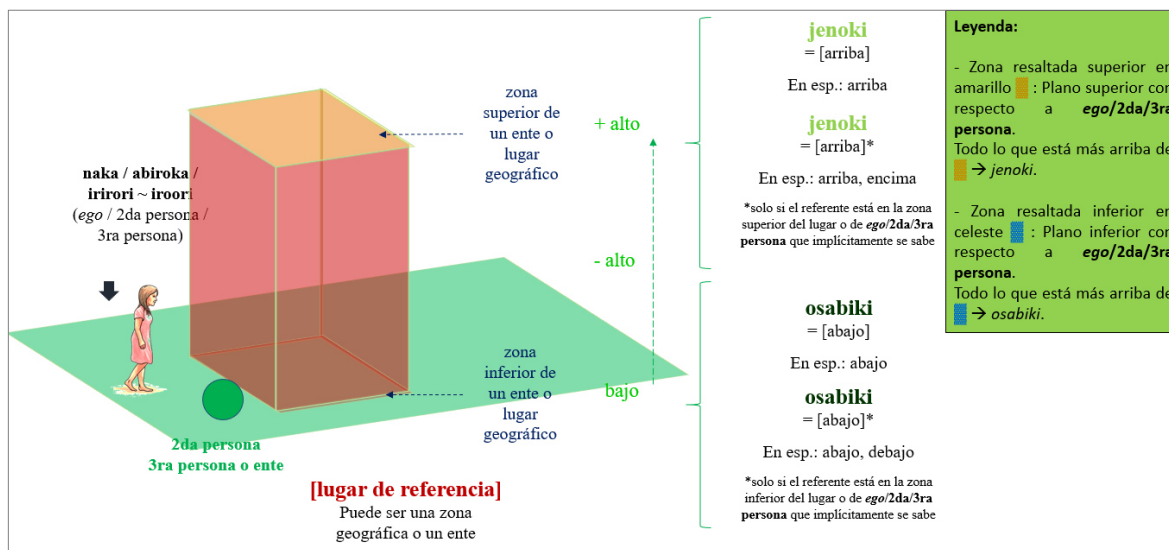 naka / abiroka /
irirori ~ iroori
(ego / 2da persona /
3ra persona)
2da persona
3ra persona o ente
[lugar de referencia]
Puede ser una zona
geográfica o un ente
zona
superior de
un ente o
lugar
geográfico
zona
inferior de
un ente o
lugar
geográfico
+ alto
- alto
bajo
jenoki
= [arriba]
En esp.: arriba
jenoki
= [arriba]*
En esp.: arriba, encima
*solo si el referente está en la zona
superior del lugar o de ego/2da/3ra
persona que implícitamente se sabe
osabiki
= [abajo]
En esp.: abajo
osabiki
= [abajo]*
En esp.: abajo, debajo
*solo si el referente está en la zona
inferior del lugar o de ego/2da/3ra
persona que implícitamente se sabe
Leyenda:
- Zona resaltada superior en
amarillo : Plano superior con
respecto a ego/2da/3ra
persona.
Todo lo que está más arriba de
→ jenoki.
- Zona resaltada inferior en
celeste : Plano inferior con
respecto a ego/2da/3ra
persona.
Todo lo que está más arriba de
→ osabiki.